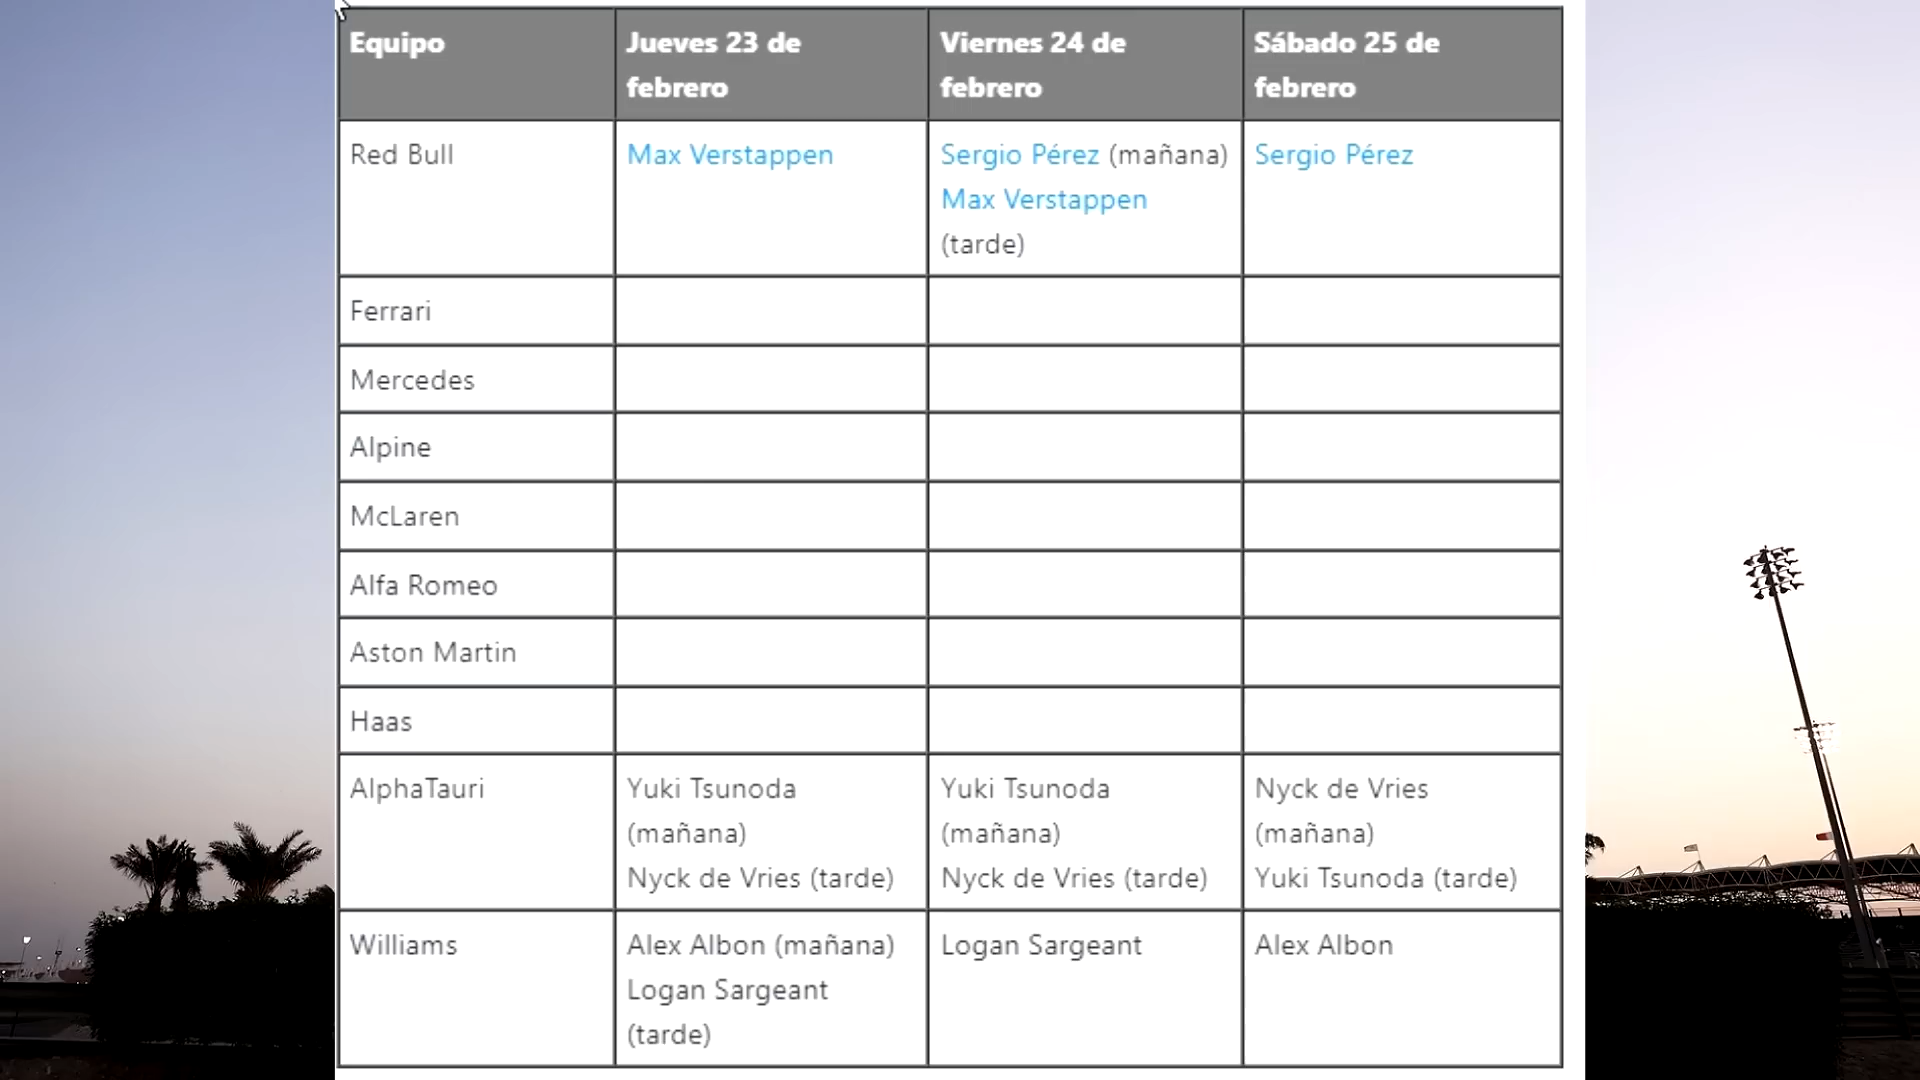 Equipo
Jueves 23 de
febrero
Viernes 24 de
febrero
Sábado 25 de
febrero
Red Bull
Max Verstappen
Sergio Pérez (mañana)
Max Verstappen
(tarde)
Sergio Pérez
Ferrari
Mercedes
Alpine
McLaren
Alfa Romeo
Aston Martin
Haas
AlphaTauri
Yuki Tsunoda
(mañana)
Nyck de Vries (tarde)
Yuki Tsunoda
(mañana)
Nyck de Vries (tarde)
Nyck de Vries
(mañana)
Yuki Tsunoda (tarde)
Williams
Alex Albon (mañana)
Logan Sargeant
(tarde)
Logan Sargeant
Alex Albon